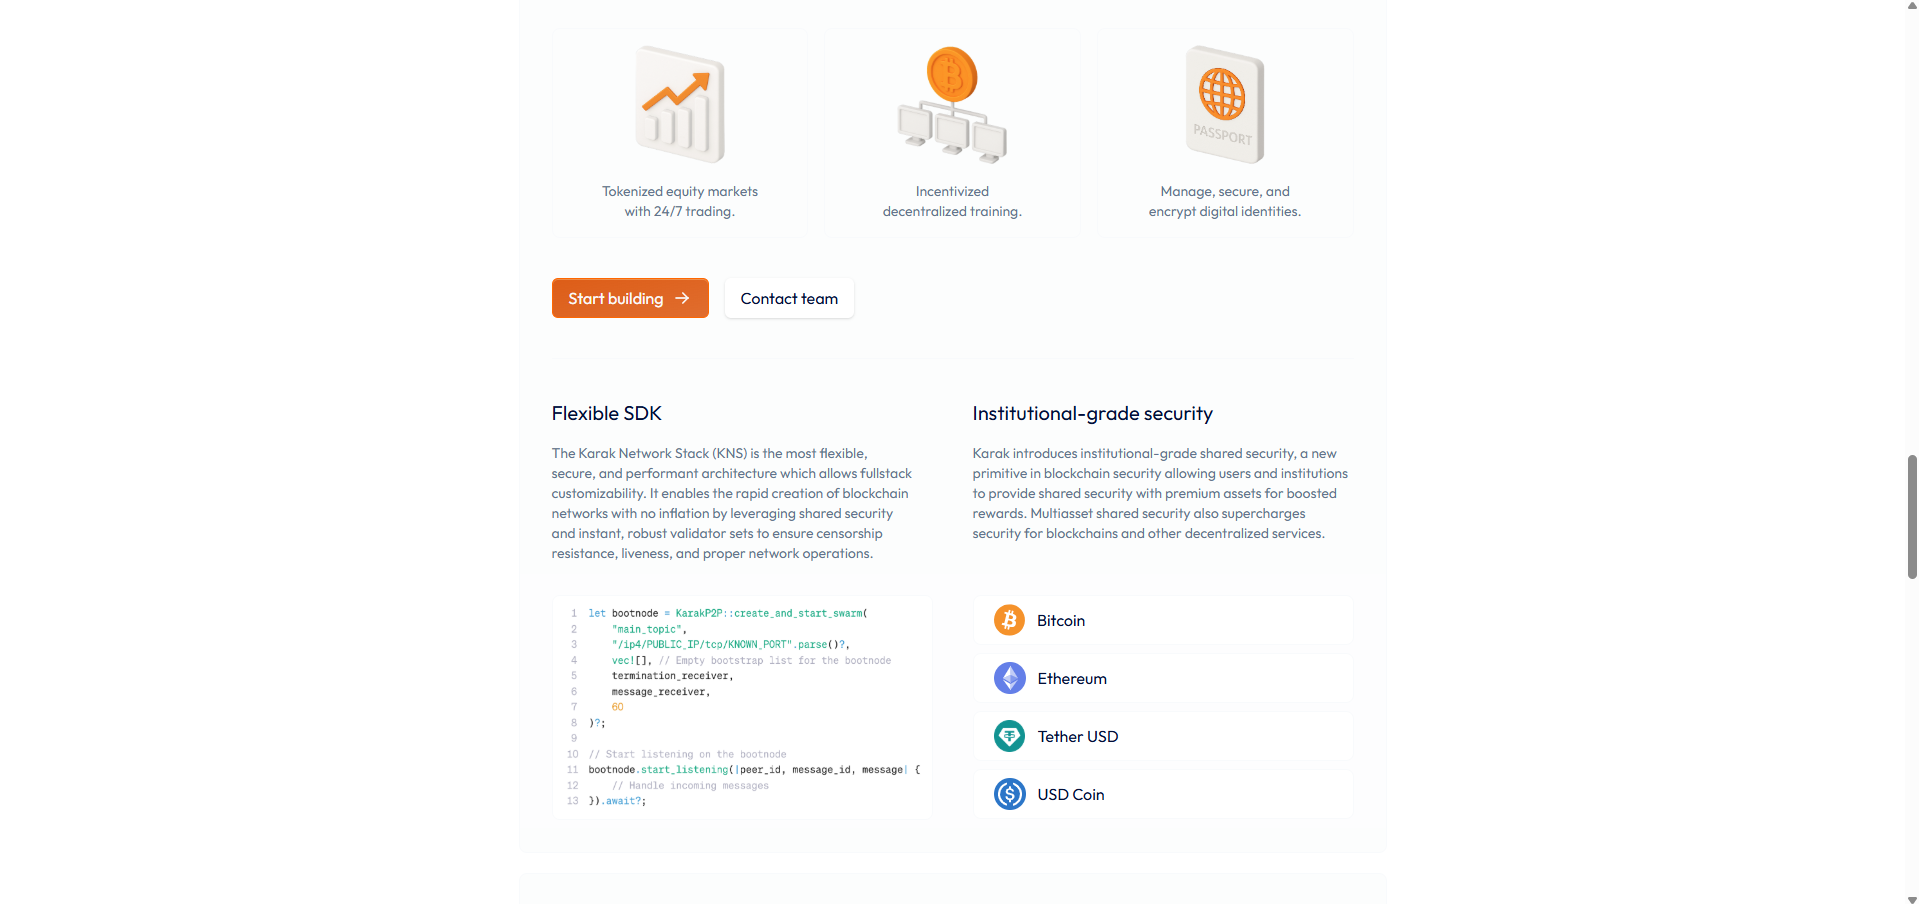 PASSPORT
Tokenized equity markets
with 24/7 trading.
Incentivized
decentralized training.
Manage, secure, and
encrypt digital identities.
Start building →
Contact team
Flexible SDK
The Karak Network Stack (KNS) is the most flexible,
secure, and performant architecture which allows fullstack
customizability. It enables the rapid creation of blockchain
networks with no inflation by leveraging shared security
and instant, robust validator sets to ensure censorship
resistance, liveness, and proper network operations.
1 let bootnode = KarakP2P::create_and_start_swarm(
2 "main_topic",
3 "/ip4/PUBLIC_IP/tcp/KNOWN_PORT".parse()?,
4 vec![], // Empty bootstrap list for the bootnode
5 termination_receiver,
6 message_receiver,
7 60
8 )?;
9
10 // Start listening on the bootnode
11 bootnode.start_listening(|peer_id, message_id, message| {
12 // Handle incoming messages
13 }).await?;
Institutional-grade security
Karak introduces institutional-grade shared security, a new
primitive in blockchain security allowing users and institutions
to provide shared security with premium assets for boosted
rewards. Multiasset shared security also supercharges
security for blockchains and other decentralized services.
Bitcoin
Ethereum
Tether USD
USD Coin